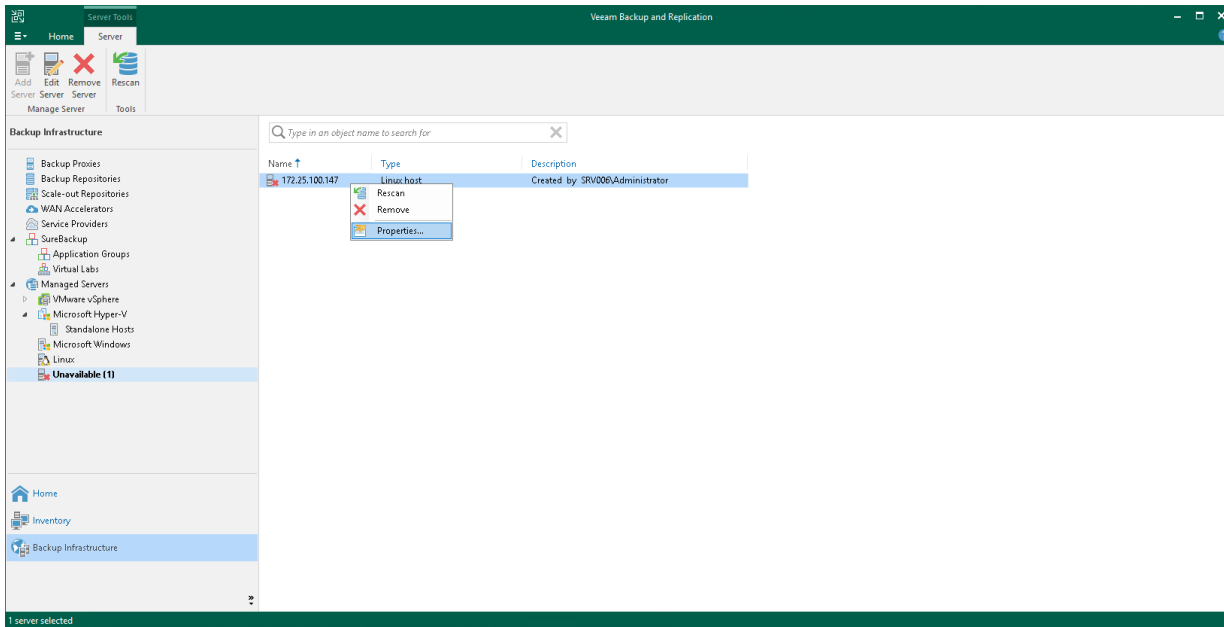 Server Tools
Veeam Backup and Replication
Home Server
Add Server
Edit Server
Remove Server
Rescan
Manage Server Tools
Backup Infrastructure
Type in an object name to search for
Backup Proxies
Backup Repositories
Scale-out Repositories
WAN Accelerators
Service Providers
SureBackup
Application Groups
Virtual Labs
Managed Servers
VMware vSphere
Microsoft Hyper-V
Standalone Hosts
Microsoft Windows
Linux
Unavailable (1)
Name Type Description
172.25.100.147 Linux host Created by SRV006\Administrator
Rescan
Remove
Properties...
Home
Inventory
Backup Infrastructure
1 server selected